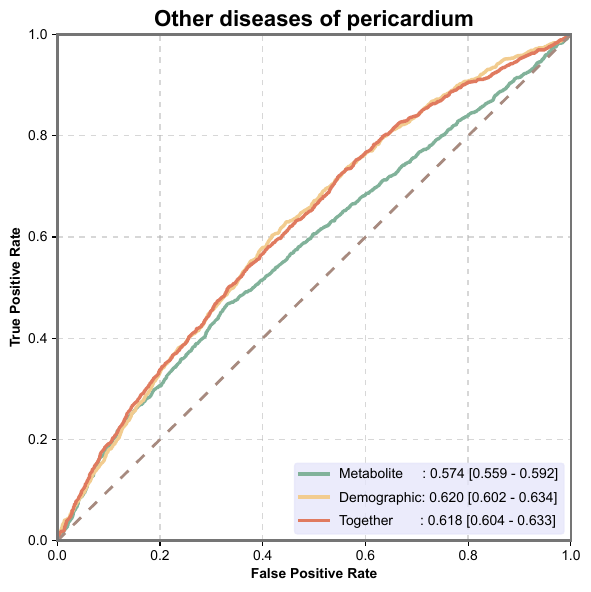 Other diseases of pericardium
1.0
0.8
0.6
0.4
0.2
0.0
True Positive Rate
Metabolite : 0.574 [0.559 - 0.592]
Demographic: 0.620 [0.602 - 0.634]
Together : 0.618 [0.604 - 0.633]
0.0 0.2 0.4 0.6 0.8 1.0
False Positive Rate